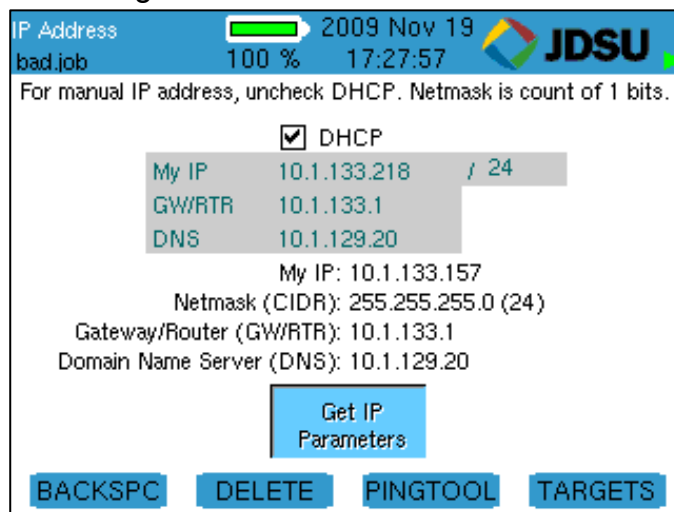 IP Address 2009 Nov 19 JDSU
bad.job 100 % 17:27:57
For manual IP address, uncheck DHCP. Netmask is count of 1 bits.
DHCP
My IP 10.1.133.218 / 24
GW/RTR 10.1.133.1
DNS 10.1.129.20
My IP: 10.1.133.157
Netmask (CIDR): 255.255.255.0 (24)
Gateway/Router (GW/RTR): 10.1.133.1
Domain Name Server (DNS): 10.1.129.20
Get IP
Parameters
BACKSPC DELETE PINGTOOL TARGETS